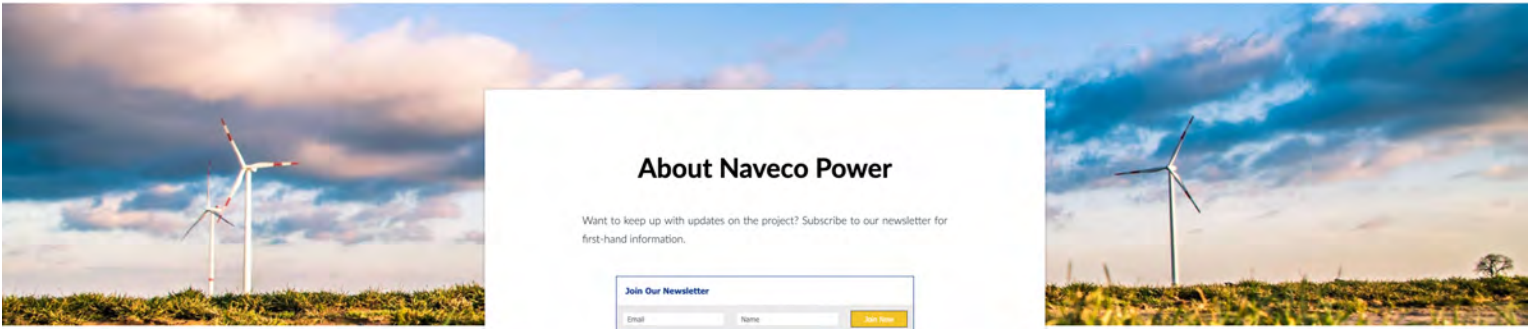 About Naveco Power
Want to keep up with updates on the project? Subscribe to our newsletter for
first-hand information.
Join Our Newsletter
Email Name Join Now